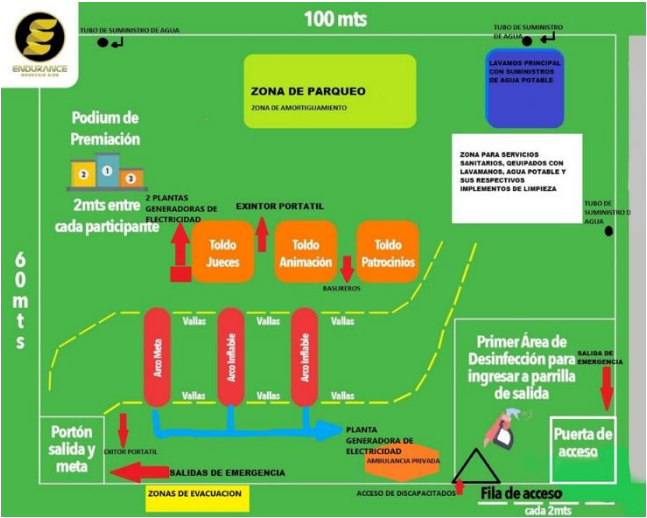 100 mts
ENDURANCE
TUBO DE SUMINISTRO DE AGUA
TUBO DE SUMINISTRO
DE AGUA
ZONA DE PARQUEO
ZONA DE AMORTIGUAMIENTO
LAVAMOS PRINCIPAL
CON SUMINISTROS
DE AGUA POTABLE
Podium de
Premiación
2
1
3
ZONA PARA SERVICIOS
SANITARIOS, QEUIPADOS CON
LAVAMANOS, AGUA POTABLE Y
SUS RESPECTIVOS
IMPLEMENTOS DE LIMPIEZA
2mts entre
cada participante
2 PLANTAS
GENERADORAS DE
ELECTRICIDAD
EXINTOR PORTATIL
TUBO DE
SUMINISTRO D
AGUA
Toldo
Jueces
Toldo
Animación
Toldo
Patrocinios
BASUREROS
60mts
Vallas
Vallas
Vallas
Arco Meta
Arco Inflable
Arco Inflable
Vallas
Vallas
Vallas
Primer Área de
Desinfección para
ingresar a parrilla
de salida
SALIDA DE
EMERGENCIA
Portón
salida y
meta
EXITOR PORTATIL
PLANTA
GENERADORA DE
ELECTRICIDAD
AMBULANCIA PRIVADA
Puerta de
acceso
SALIDAS DE EMERGENCIA
ZONAS DE EVACUACION
ACCESO DE DISCAPACITADOS
Fila de acceso
cada 2mts